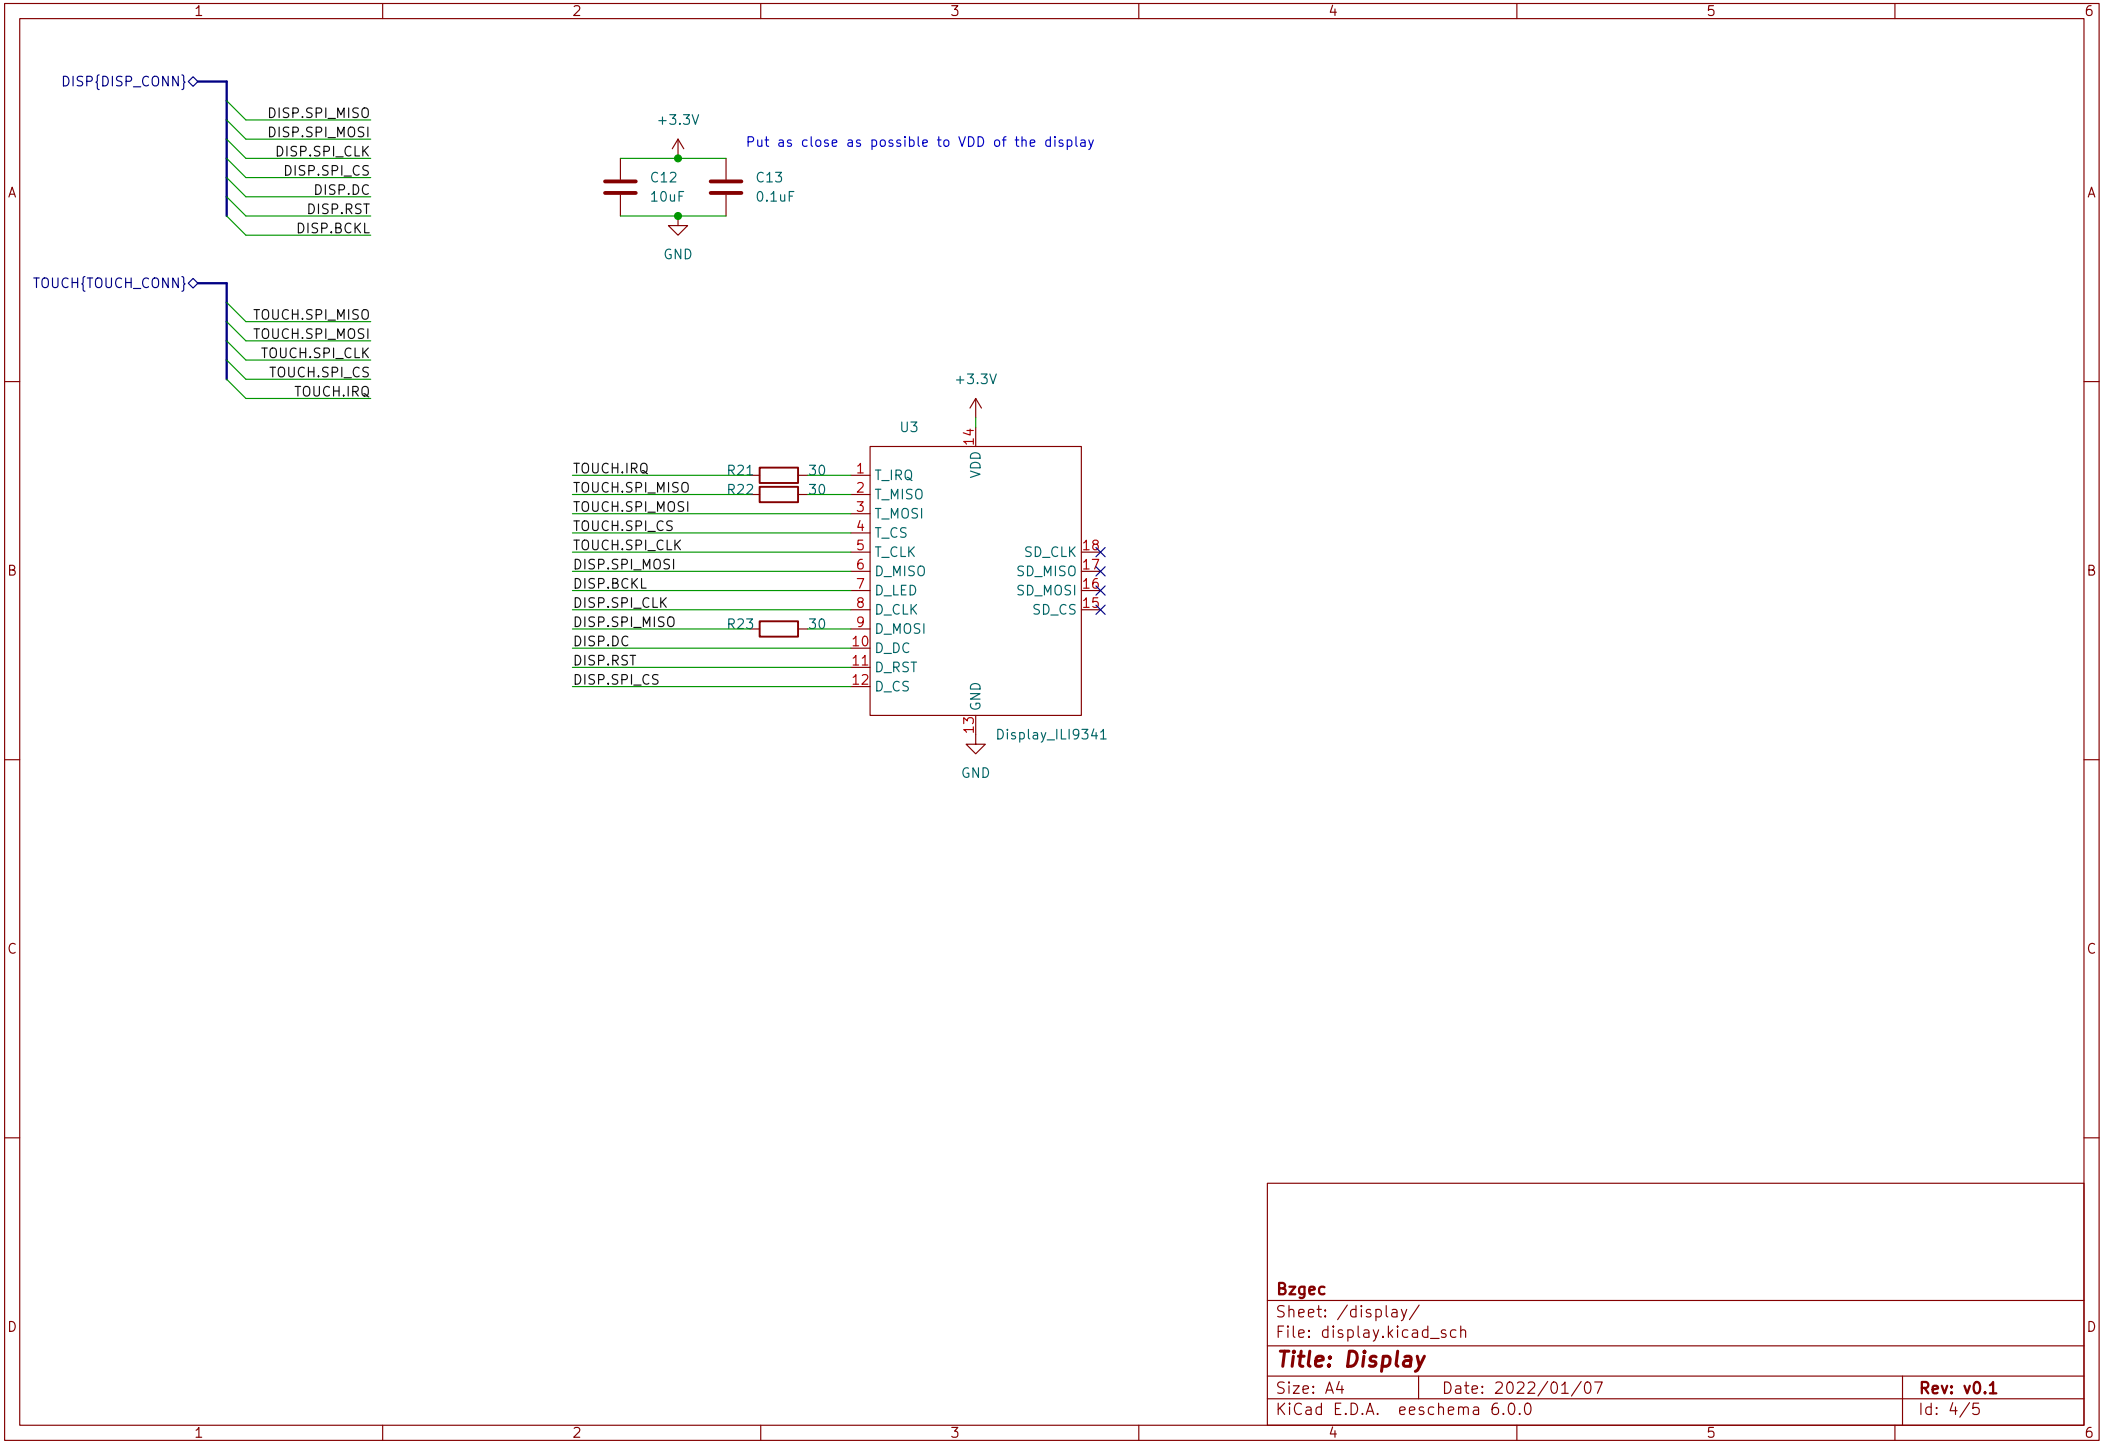 1 2 3 4 5 6
A A
B B
C C
D D
DISP{DISP_CONN}
DISP.SPI_MISO
DISP.SPI_MOSI
DISP.SPI_CLK
DISP.SPI_CS
DISP.DC
DISP.RST
DISP.BCKL
+3.3V
Put as close as possible to VDD of the display
C12
10uF
C13
0.1uF
GND
TOUCH{TOUCH_CONN}
TOUCH.SPI_MISO
TOUCH.SPI_MOSI
TOUCH.SPI_CLK
TOUCH.SPI_CS
TOUCH.IRQ
+3.3V
U3
14
VDD
TOUCH.IRQ R21 30 1 T_IRQ
TOUCH.SPI_MISO R22 30 2 T_MISO
TOUCH.SPI_MOSI 3 T_MOSI
TOUCH.SPI_CS 4 T_CS
TOUCH.SPI_CLK 5 T_CLK SD_CLK 18
DISP.SPI_MOSI 6 D_MISO SD_MISO 17
DISP.BCKL 7 D_LED SD_MOSI 16
DISP.SPI_CLK 8 D_CLK SD_CS 15
DISP.SPI_MISO R23 30 9 D_MOSI
DISP.DC 10 D_DC
DISP.RST 11 D_RST
DISP.SPI_CS 12 D_CS
GND
13
Display_ILI9341
GND
Bzgec
Sheet: /display/
File: display.kicad_sch
Title: Display
Size: A4 Date: 2022/01/07 Rev: v0.1
KiCad E.D.A. eeschema 6.0.0 Id: 4/5
1 2 3 4 5 6